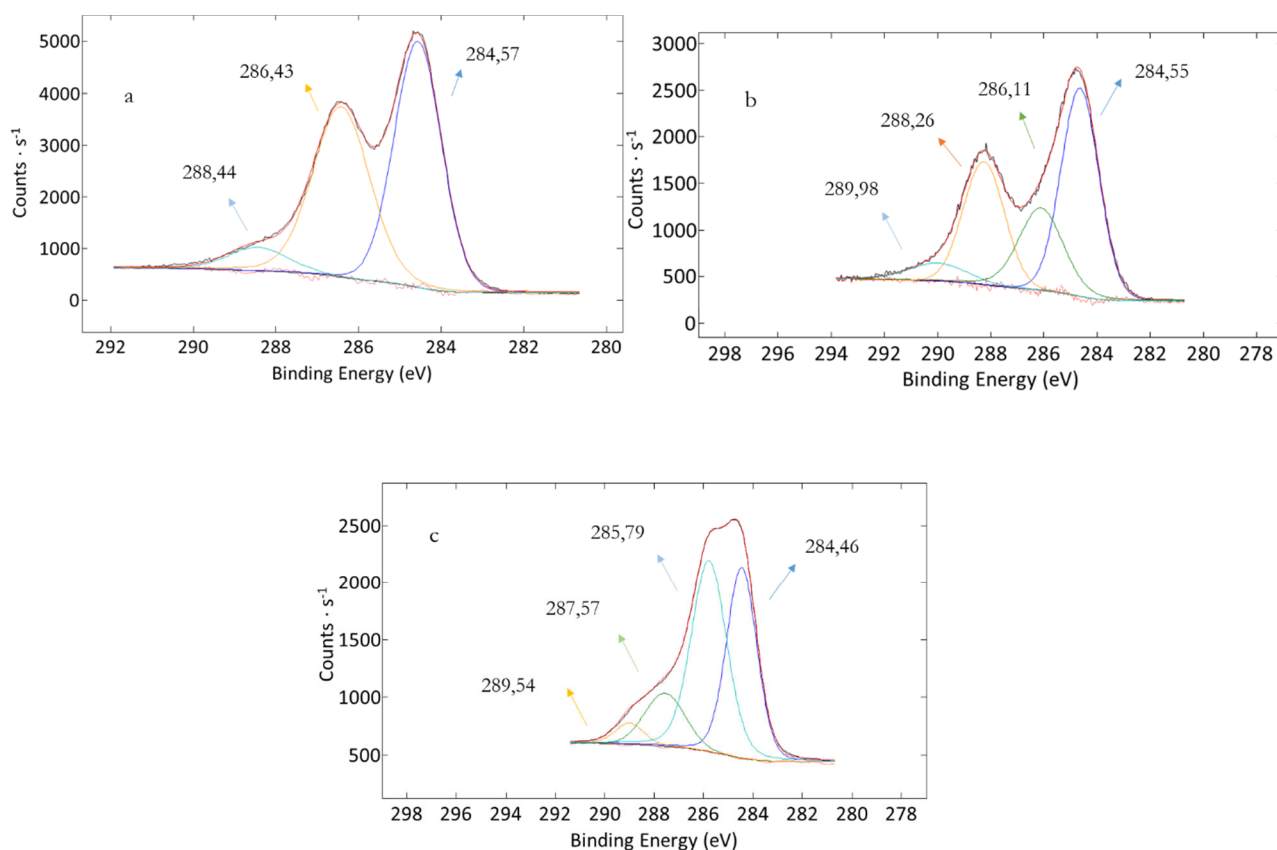 a
284,57
286,43
288,44
5000
4000
3000
2000
1000
0
Counts · s⁻¹
292 290 288 286 284 282 280
Binding Energy (eV)
b
284,55
286,11
288,26
289,98
3000
2500
2000
1500
1000
500
0
Counts · s⁻¹
298 296 294 292 290 288 286 284 282 280 278
Binding Energy (eV)
c
285,79
284,46
287,57
289,54
2500
2000
1500
1000
500
Counts · s⁻¹
298 296 294 292 290 288 286 284 282 280 278
Binding Energy (eV)